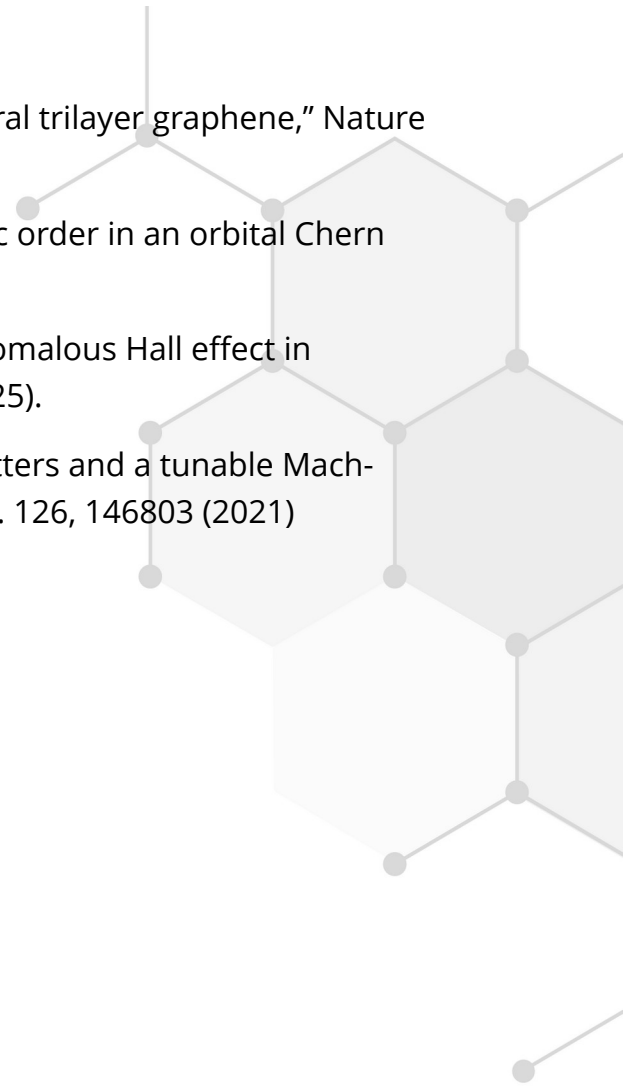 ral trilayer graphene,” Nature
c order in an orbital Chern
omalous Hall effect in
25).
tters and a tunable Mach-
. 126, 146803 (2021)